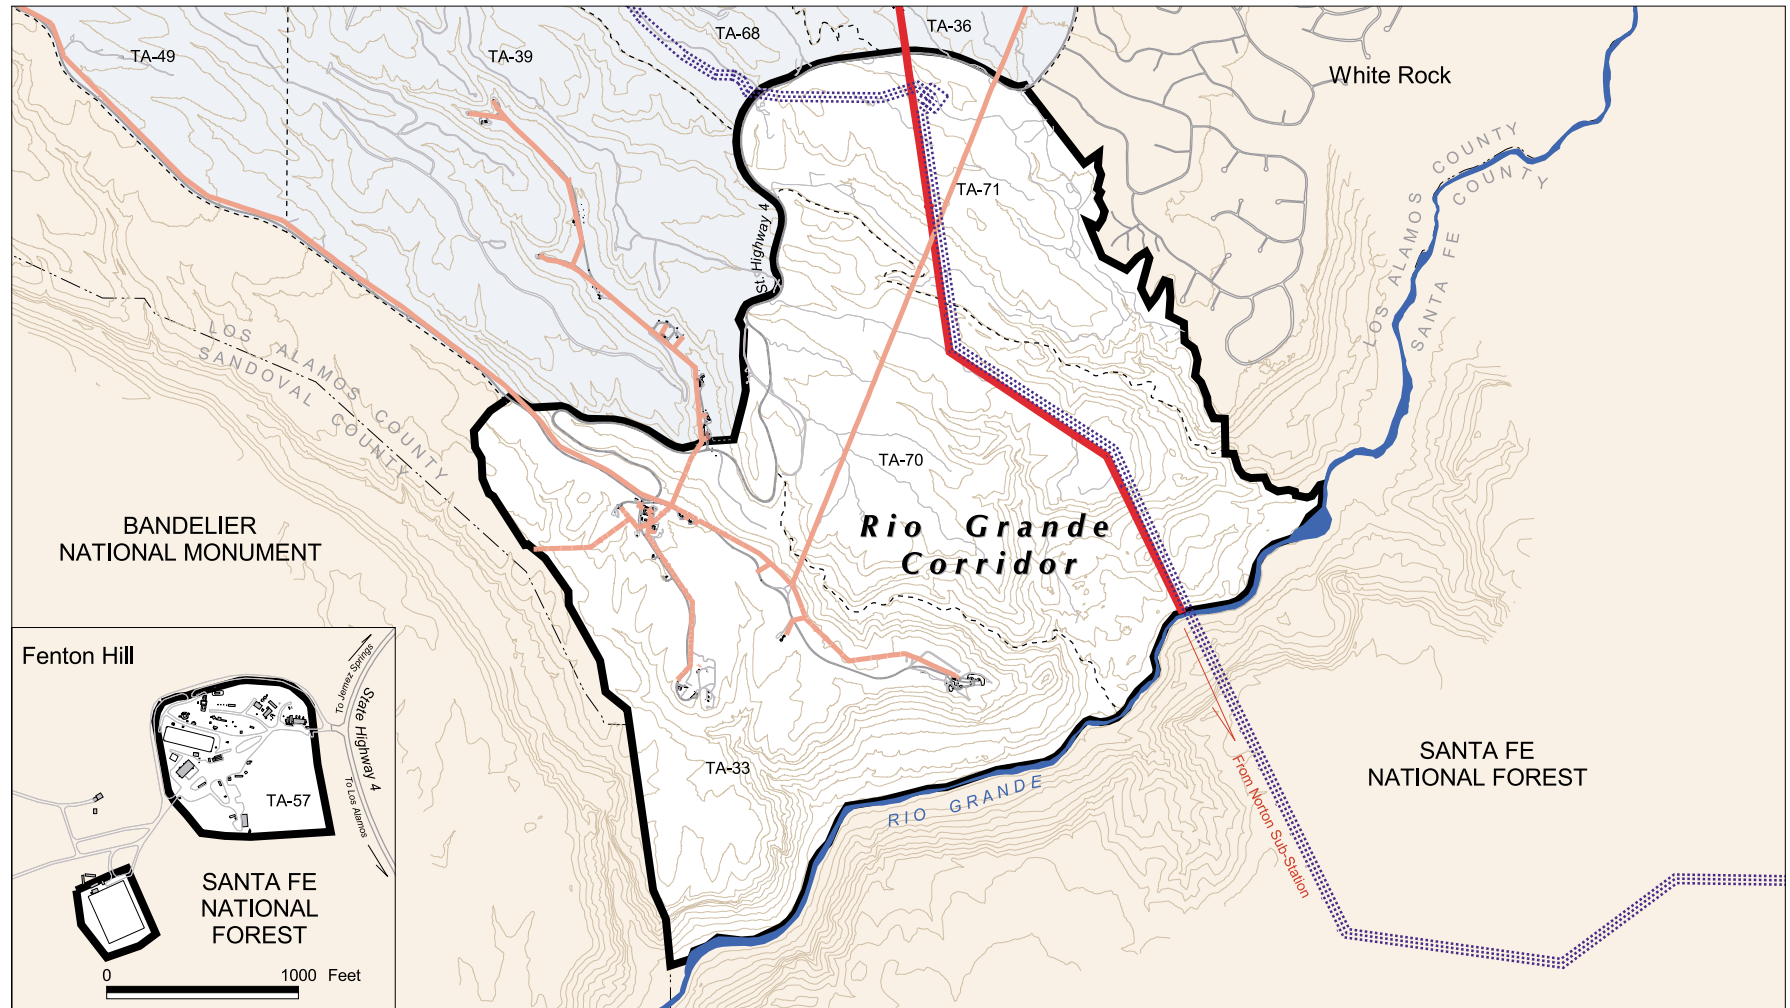 TA-49
TA-39
TA-68
TA-36
White Rock
TA-71
St. Highway 4
LOS ALAMOS COUNTY
SANTA FE COUNTY
LOS ALAMOS COUNTY
SANDOVAL COUNTY
TA-70
Rio Grande
Corridor
BANDELIER
NATIONAL MONUMENT
TA-33
RIO GRANDE
From Norton Sub-Station
SANTA FE
NATIONAL FOREST
Fenton Hill
To Jemez Springs
State Highway 4
To Los Alamos
TA-57
SANTA FE
NATIONAL
FOREST
0 1000 Feet